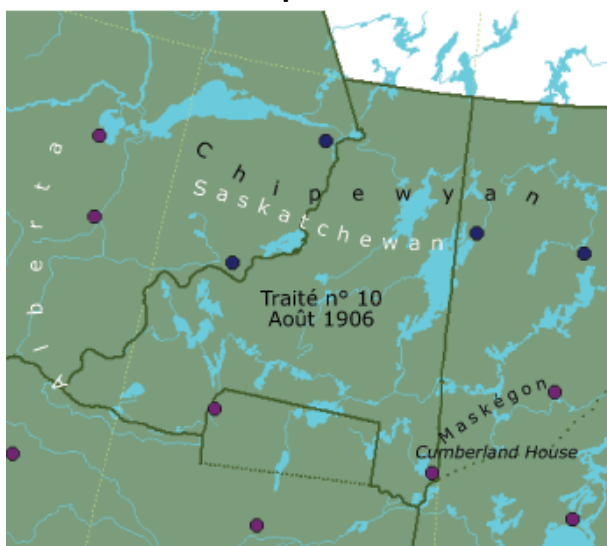 Chipewyan
Saskatchewan
Alberta
Traité n° 10
Août 1906
Maskégon
Cumberland House